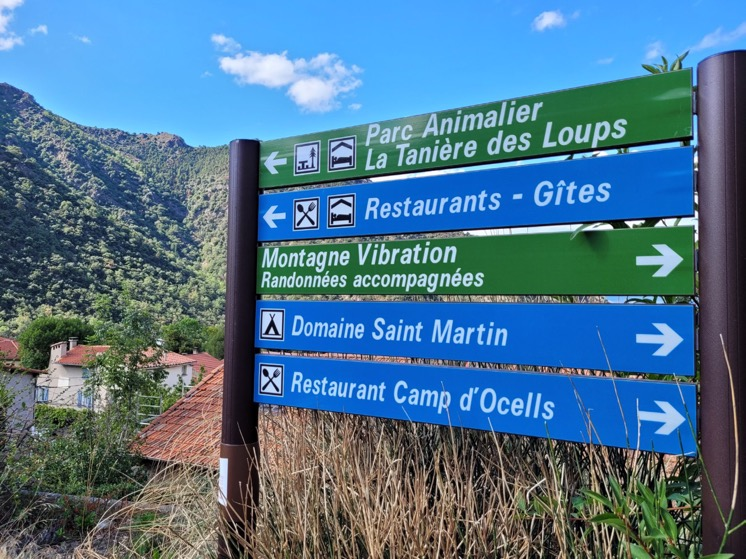 Parc Animalier
La Tanière des Loups
Restaurants - Gîtes
Montagne Vibration
Randonnées accompagnées
Domaine Saint Martin
Restaurant Camp d'Ocells